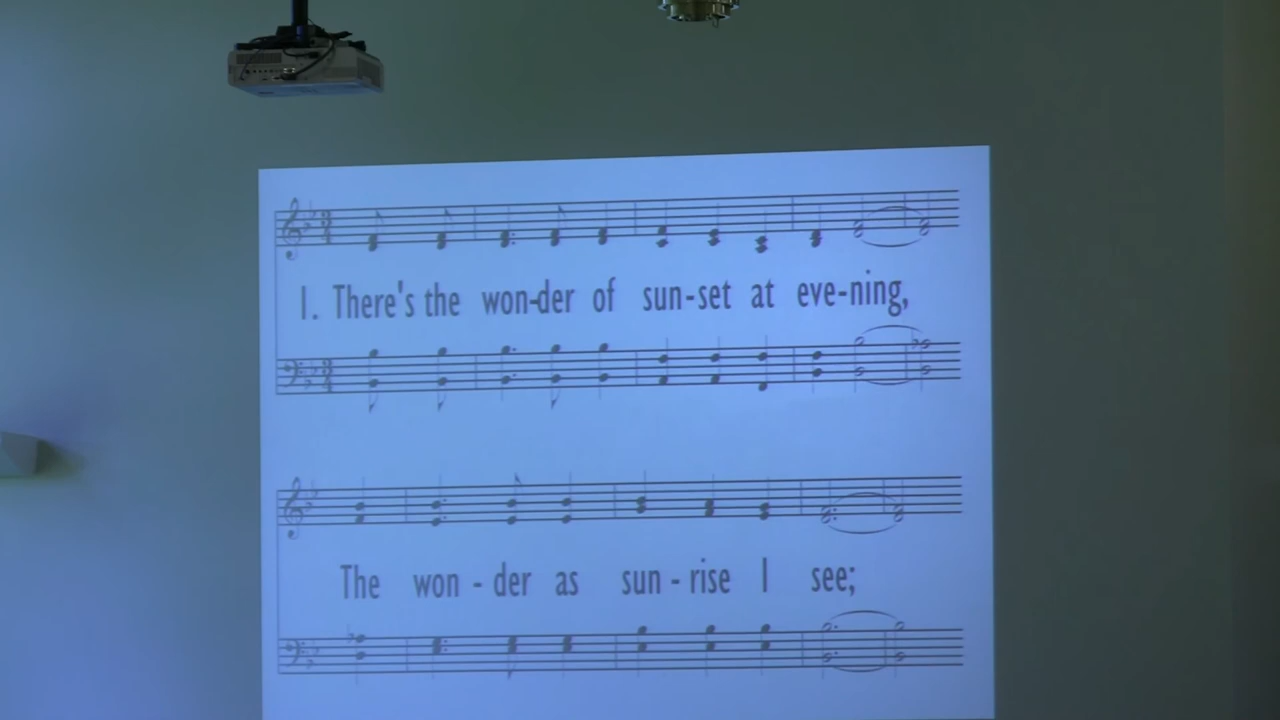 1. There's the won-der of sun-set at eve-ning,
The won - der as sun - rise I see;